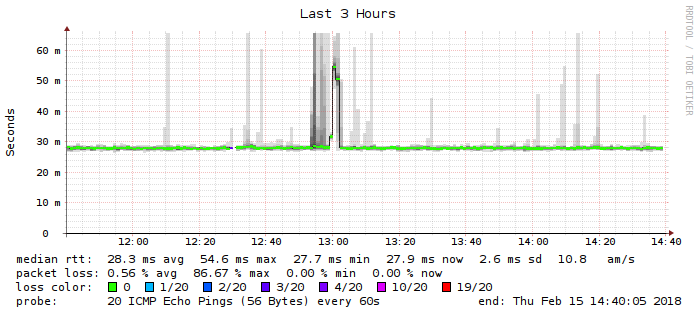 Last 3 Hours
RRDTOOL / TOBI OETIKER
Seconds
60 m
50 m
40 m
30 m
20 m
10 m
0
12:00 12:20 12:40 13:00 13:20 13:40 14:00 14:20 14:40
median rtt: 28.3 ms avg 54.6 ms max 27.7 ms min 27.9 ms now 2.6 ms sd 10.8 am/s
packet loss: 0.56 % avg 86.67 % max 0.00 % min 0.00 % now
loss color: 0 1/20 2/20 3/20 4/20 10/20 19/20
probe: 20 ICMP Echo Pings (56 Bytes) every 60s end: Thu Feb 15 14:40:05 2018